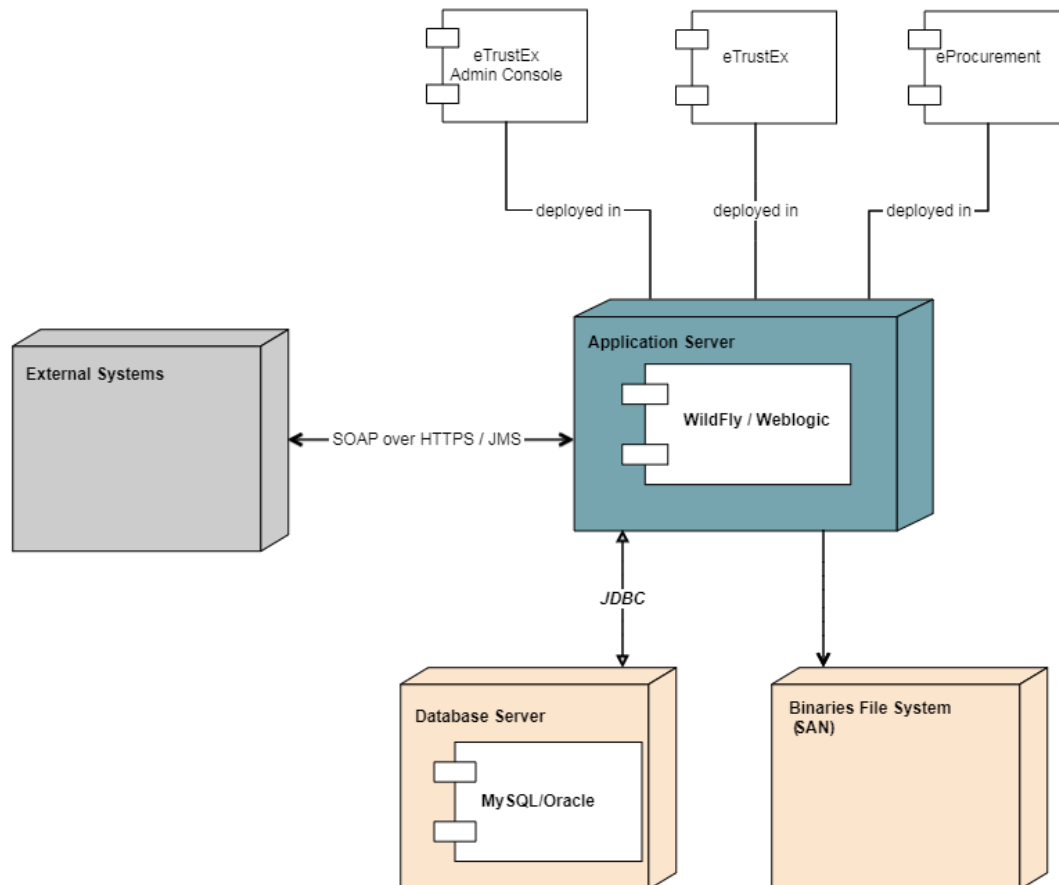 eTrustEx
Admin Console
eTrustEx
eProcurement
deployed in
deployed in
deployed in
Application Server
WildFly / Weblogic
External Systems
SOAP over HTTPS / JMS
JDBC
Database Server
MySQL/Oracle
Binaries File System
(SAN)